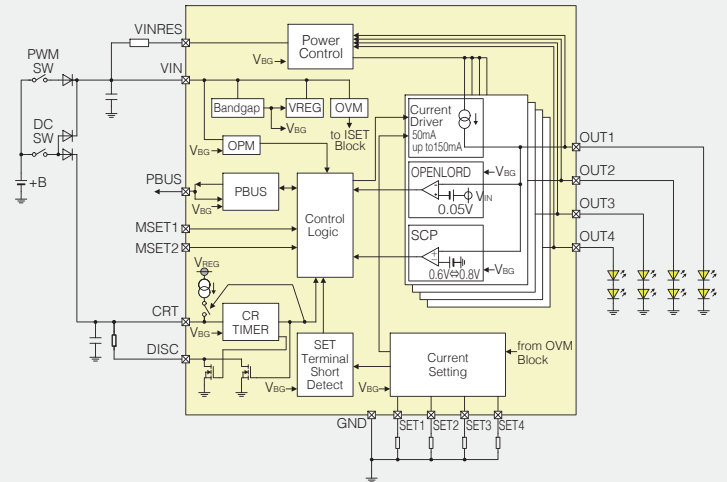 VINRES
Power
Control
VBG
PWM
SW
VIN
Bandgap
VREG
OVM
VBG
to ISET
Block
Current
Driver
50mA
up to150mA
DC
SW
OPM
VBG
OUT1
OPENLORD
VBG
VIN
0.05V
OUT2
+B
PBUS
PBUS
VBG
Control
Logic
OUT3
MSET1
MSET2
SCP
0.6V⇔0.8V
VBG
OUT4
VREG
CRT
CR
TIMER
VBG
DISC
SET
Terminal
Short
Detect
VBG
Current
Setting
VBG
from OVM
Block
GND
SET1
SET2
SET3
SET4